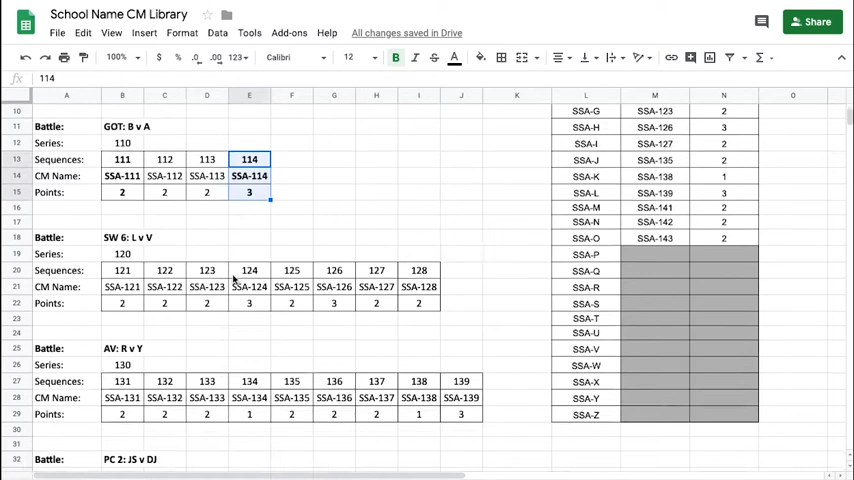 School Name CM Library
File Edit View Insert Format Data Tools Add-ons Help All changes saved in Drive
Share
100% $ % .0 .00 123 Calibri 12 B I S A
fx 114
A B C D E F G H I J K L M N O
10 SSA-G SSA-123 2
11 Battle: GOT: B v A SSA-H SSA-126 3
12 Series: 110 SSA-I SSA-127 2
13 Sequences: 111 112 113 114 SSA-J SSA-135 2
14 CM Name: SSA-111 SSA-112 SSA-113 SSA-114 SSA-K SSA-138 1
15 Points: 2 2 2 3 SSA-L SSA-139 3
16 SSA-M SSA-141 2
17 SSA-N SSA-142 2
18 Battle: SW 6: L v V SSA-O SSA-143 2
19 Series: 120 SSA-P
20 Sequences: 121 122 123 124 125 126 127 128 SSA-Q
21 CM Name: SSA-121 SSA-122 SSA-123 SSA-124 SSA-125 SSA-126 SSA-127 SSA-128 SSA-R
22 Points: 2 2 2 3 2 3 2 2 SSA-S
23 SSA-T
24 SSA-U
25 Battle: AV: R v Y SSA-V
26 Series: 130 SSA-W
27 Sequences: 131 132 133 134 135 136 137 138 139 SSA-X
28 CM Name: SSA-131 SSA-132 SSA-133 SSA-134 SSA-135 SSA-136 SSA-137 SSA-138 SSA-139 SSA-Y
29 Points: 2 2 2 1 2 2 2 1 3 SSA-Z
30
31
32 Battle: PC 2: JS v DJ